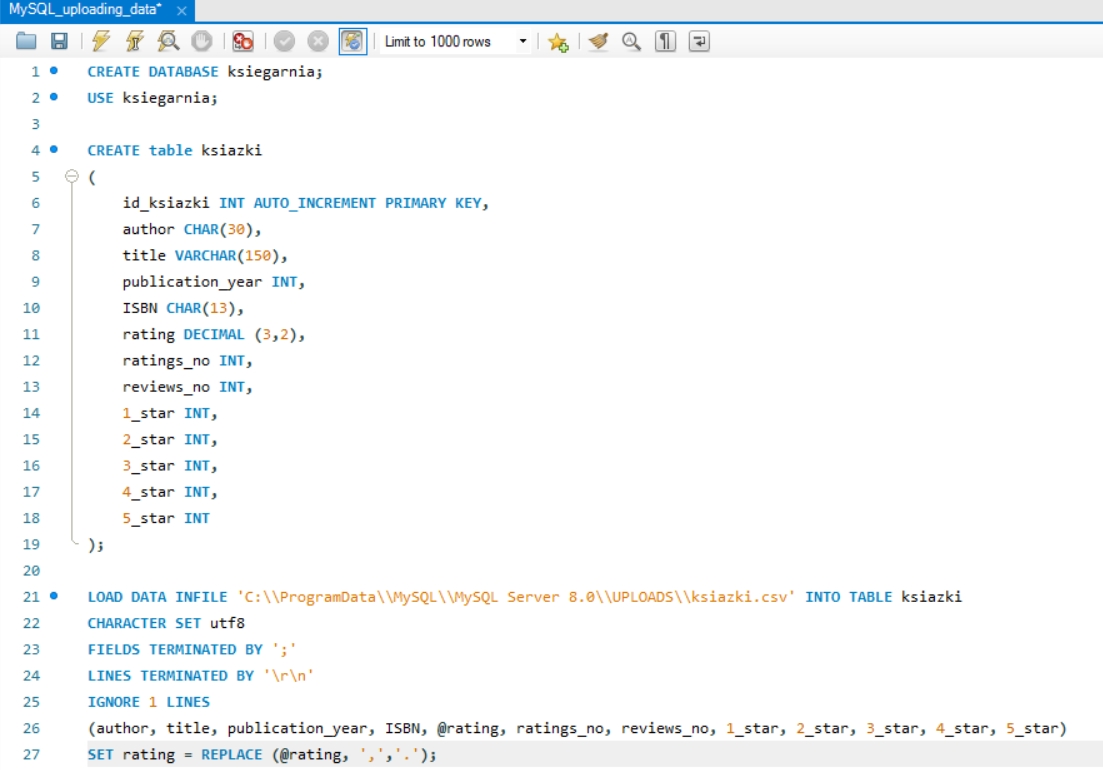 MySQL_uploading_data* ×
Limit to 1000 rows
1 CREATE DATABASE ksiegarnia;
2 USE ksiegarnia;
3
4 CREATE table ksiazki
5 (
6 id_ksiazki INT AUTO_INCREMENT PRIMARY KEY,
7 author CHAR(30),
8 title VARCHAR(150),
9 publication_year INT,
10 ISBN CHAR(13),
11 rating DECIMAL (3,2),
12 ratings_no INT,
13 reviews_no INT,
14 1_star INT,
15 2_star INT,
16 3_star INT,
17 4_star INT,
18 5_star INT
19 );
20
21 LOAD DATA INFILE 'C:\\ProgramData\\MySQL\\MySQL Server 8.0\\UPLOADS\\ksiazki.csv' INTO TABLE ksiazki
22 CHARACTER SET utf8
23 FIELDS TERMINATED BY ';'
24 LINES TERMINATED BY '\r\n'
25 IGNORE 1 LINES
26 (author, title, publication_year, ISBN, @rating, ratings_no, reviews_no, 1_star, 2_star, 3_star, 4_star, 5_star)
27 SET rating = REPLACE (@rating, ',','.');